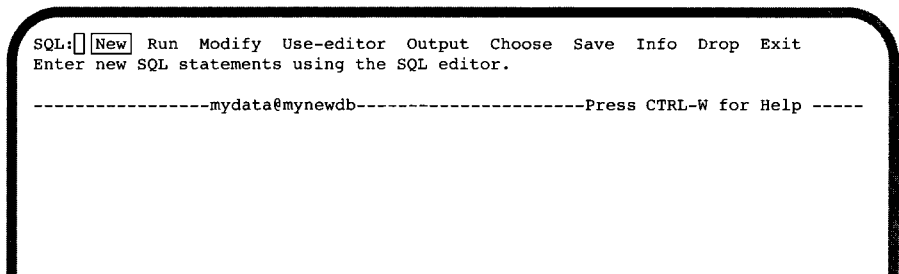 SQL: New Run Modify Use-editor Output Choose Save Info Drop Exit
Enter new SQL statements using the SQL editor.
-----------------mydata@mynewdb----------------------Press CTRL-W for Help -----